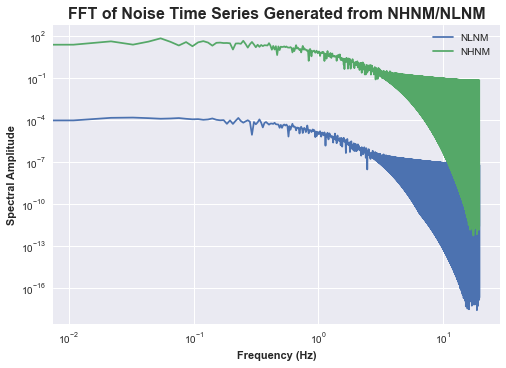 FFT of Noise Time Series Generated from NHNM/NLNM
NLNM
NHNM
10²
10⁻¹
10⁻⁴
10⁻⁷
10⁻¹⁰
10⁻¹³
10⁻¹⁶
Spectral Amplitude
10⁻² 10⁻¹ 10⁰ 10¹
Frequency (Hz)